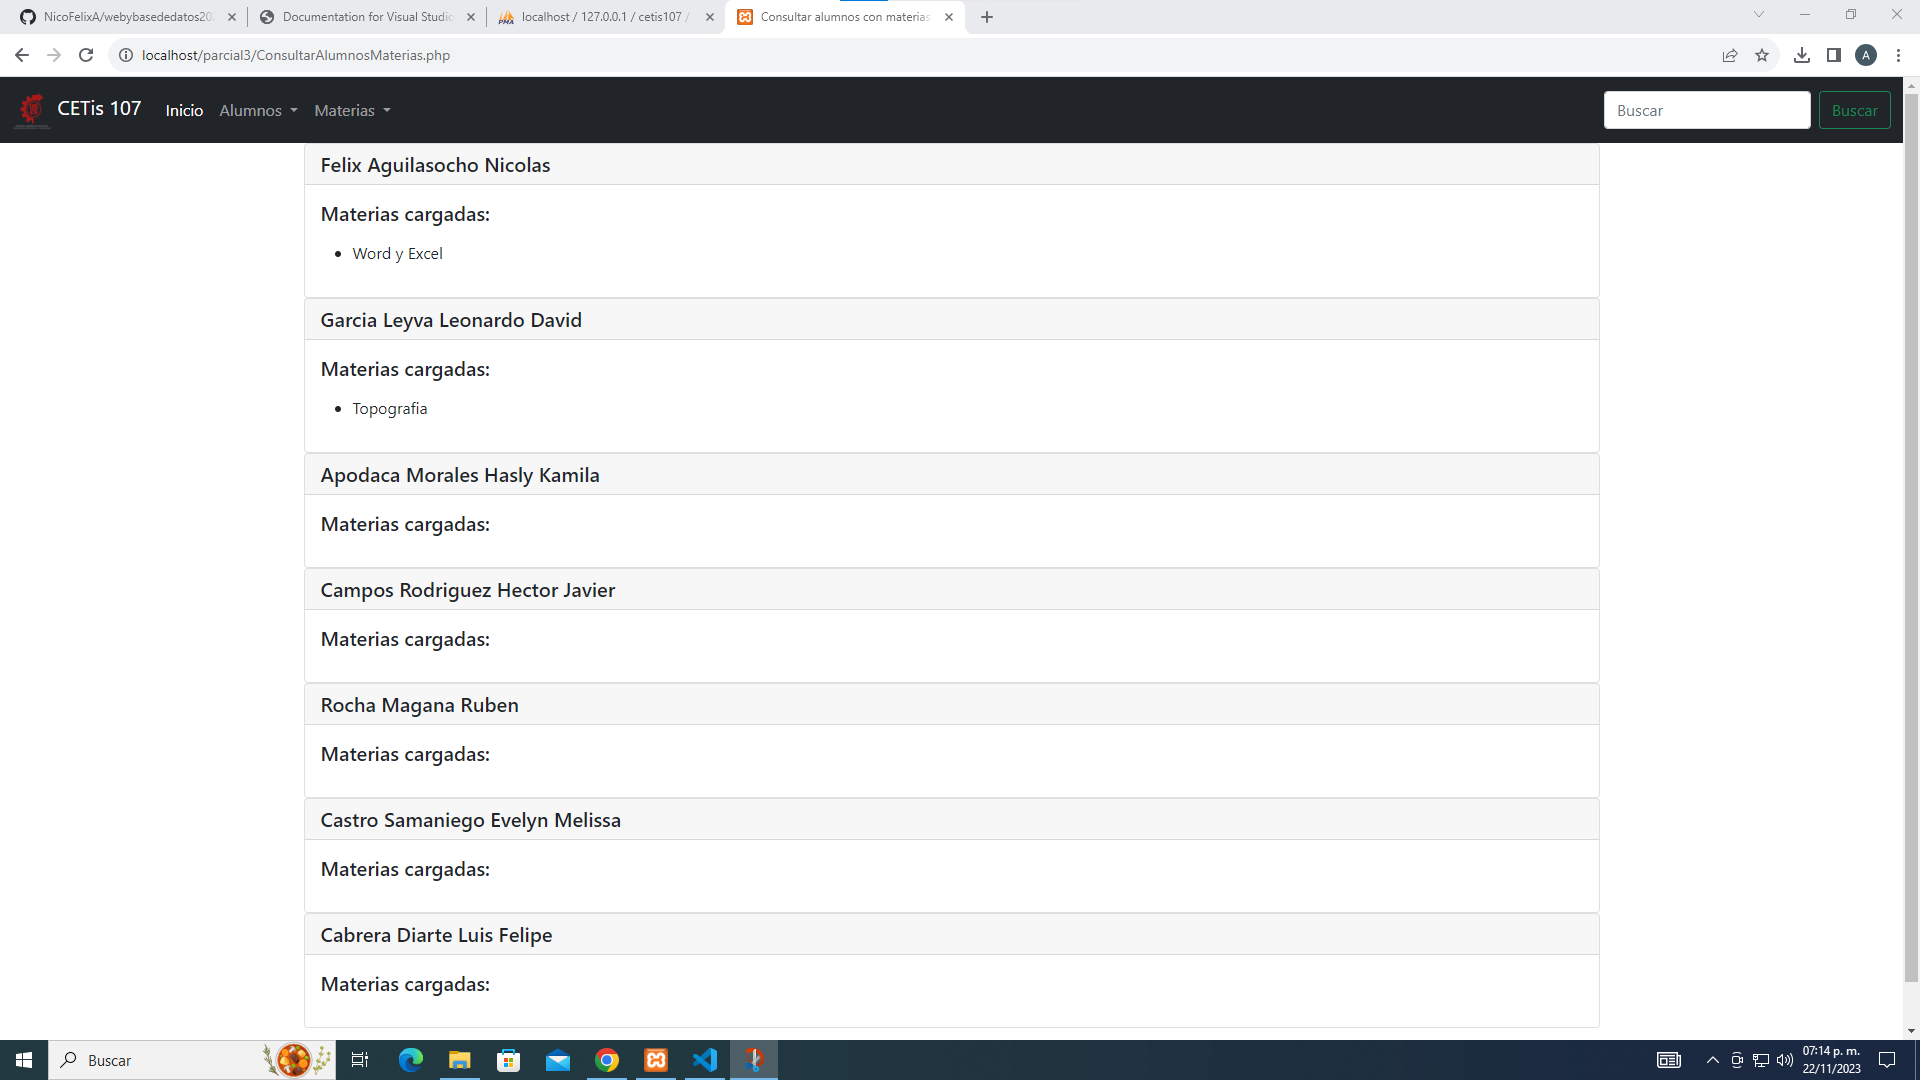 NicoFelixA/webybasededatos20
Documentation for Visual Studio
localhost / 127.0.0.1 / cetis107 /
Consultar alumnos con materias
localhost/parcial3/ConsultarAlumnosMaterias.php
A
CETis 107
Inicio
Alumnos
Materias
Buscar
Buscar
Felix Aguilasocho Nicolas
Materias cargadas:
• Word y Excel
Garcia Leyva Leonardo David
Materias cargadas:
• Topografia
Apodaca Morales Hasly Kamila
Materias cargadas:
Campos Rodriguez Hector Javier
Materias cargadas:
Rocha Magana Ruben
Materias cargadas:
Castro Samaniego Evelyn Melissa
Materias cargadas:
Cabrera Diarte Luis Felipe
Materias cargadas:
Buscar
07:14 p. m.
22/11/2023